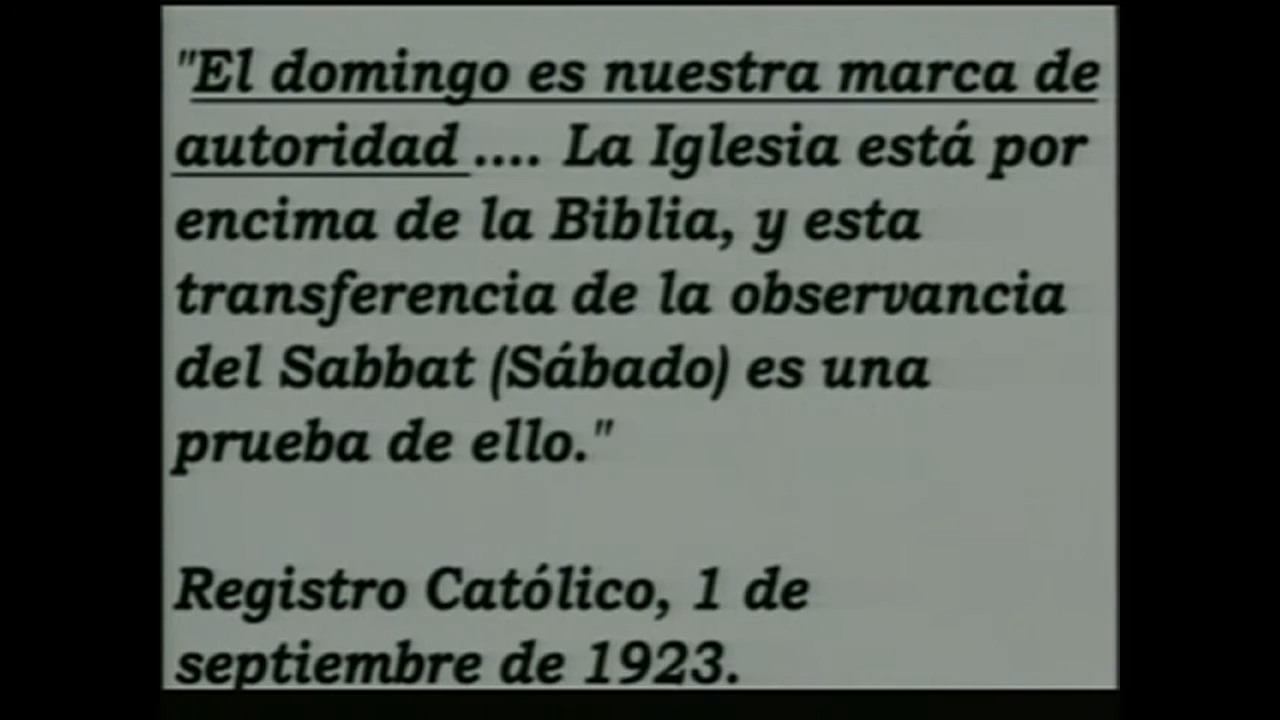 "El domingo es nuestra marca de
autoridad .... La Iglesia está por
encima de la Biblia, y esta
transferencia de la observancia
del Sabbat (Sábado) es una
prueba de ello."
Registro Católico, 1 de
septiembre de 1923.